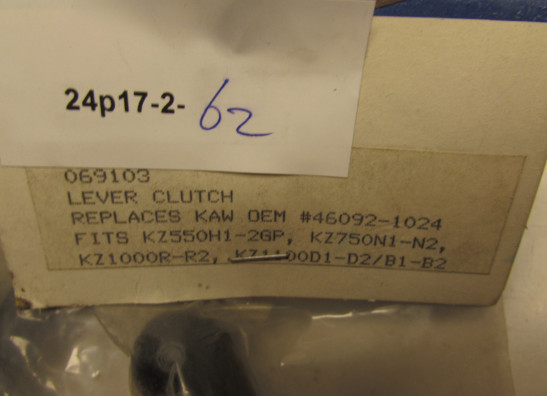 24p17-2- 62
069103
LEVER CLUTCH
REPLACES KAW OEM #46092-1024
FITS KZ550H1-2GP, KZ750N1-N2,
KZ1000R-R2, KZ1100D1-D2/B1-B2